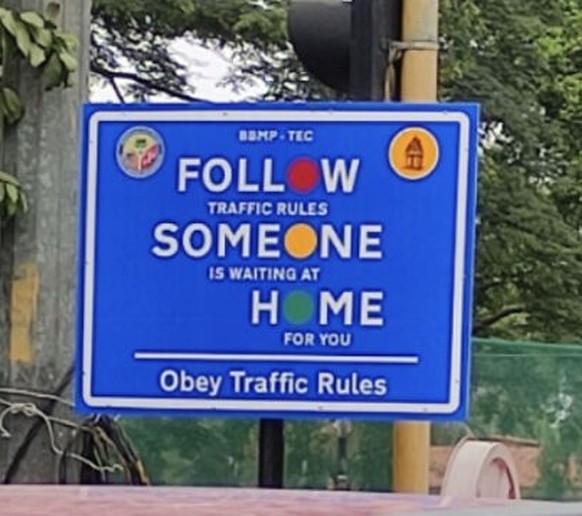 BBMP - TEC
FOLLOW
TRAFFIC RULES
SOMEONE
IS WAITING AT
HOME
FOR YOU
Obey Traffic Rules